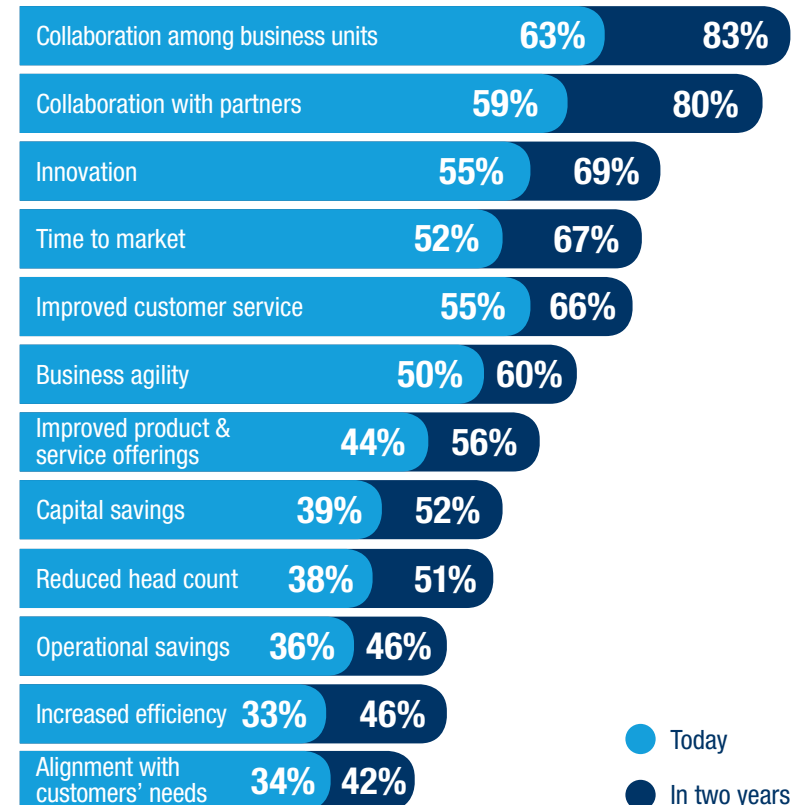 Collaboration among business units 63% 83%
Collaboration with partners 59% 80%
Innovation 55% 69%
Time to market 52% 67%
Improved customer service 55% 66%
Business agility 50% 60%
Improved product &
service offerings 44% 56%
Capital savings 39% 52%
Reduced head count 38% 51%
Operational savings 36% 46%
Increased efficiency 33% 46%
Alignment with
customers’ needs 34% 42%
Today
In two years